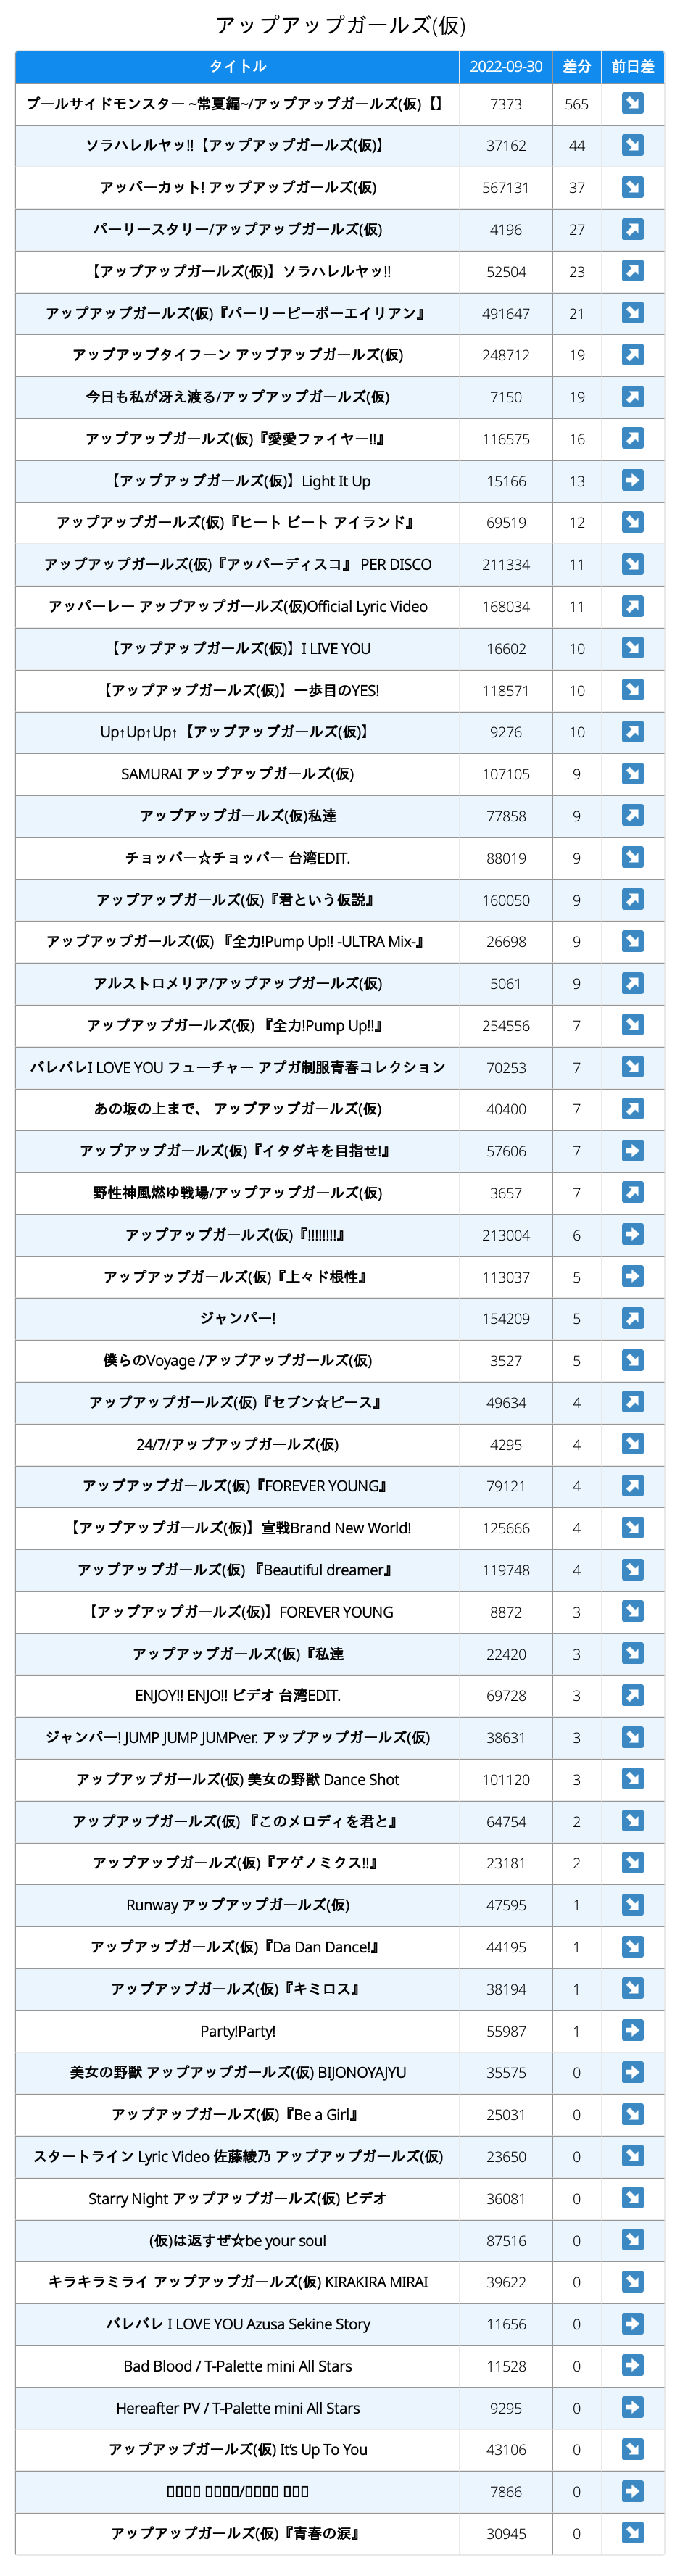 アップアップガールズ(仮)
タイトル 2022-09-30 差分 前日差
プールサイドモンスター ~常夏編~/アップアップガールズ(仮)【】 7373 565 ↘
ソラハレルヤッ!!【アップアップガールズ(仮)】 37162 44 ↘
アッパーカット! アップアップガールズ(仮) 567131 37 ↘
パーリースタリー/アップアップガールズ(仮) 4196 27 ↗
【アップアップガールズ(仮)】ソラハレルヤッ!! 52504 23 ↗
アップアップガールズ(仮)『パーリーピーポーエイリアン』 491647 21 ↘
アップアップタイフーン アップアップガールズ(仮) 248712 19 ↗
今日も私が冴え渡る/アップアップガールズ(仮) 7150 19 ↗
アップアップガールズ(仮)『愛愛ファイヤー!!』 116575 16 ↗
【アップアップガールズ(仮)】Light It Up 15166 13 ➡
アップアップガールズ(仮)『ヒート ビート アイランド』 69519 12 ↘
アップアップガールズ(仮)『アッパーディスコ』 PER DISCO 211334 11 ↘
アッパーレー アップアップガールズ(仮)Official Lyric Video 168034 11 ↗
【アップアップガールズ(仮)】I LIVE YOU 16602 10 ↘
【アップアップガールズ(仮)】一歩目のYES! 118571 10 ↘
Up↑Up↑Up↑【アップアップガールズ(仮)】 9276 10 ↗
SAMURAI アップアップガールズ(仮) 107105 9 ↘
アップアップガールズ(仮)私達 77858 9 ↗
チョッパー☆チョッパー 台湾EDIT. 88019 9 ↘
アップアップガールズ(仮)『君という仮説』 160050 9 ↗
アップアップガールズ(仮) 『全力!Pump Up!! -ULTRA Mix-』 26698 9 ↘
アルストロメリア/アップアップガールズ(仮) 5061 9 ↗
アップアップガールズ(仮) 『全力!Pump Up!!』 254556 7 ↘
バレバレI LOVE YOU フューチャー アプガ制服青春コレクション 70253 7 ↘
あの坂の上まで、 アップアップガールズ(仮) 40400 7 ↗
アップアップガールズ(仮)『イタダキを目指せ!』 57606 7 ➡
野性神風燃ゆ戦場/アップアップガールズ(仮) 3657 7 ↗
アップアップガールズ(仮)『!!!!!!!!』 213004 6 ➡
アップアップガールズ(仮)『上々ド根性』 113037 5 ➡
ジャンパー! 154209 5 ↗
僕らのVoyage /アップアップガールズ(仮) 3527 5 ↘
アップアップガールズ(仮)『セブン☆ピース』 49634 4 ↗
24/7/アップアップガールズ(仮) 4295 4 ↘
アップアップガールズ(仮)『FOREVER YOUNG』 79121 4 ↗
【アップアップガールズ(仮)】宣戦Brand New World! 125666 4 ↘
アップアップガールズ(仮) 『Beautiful dreamer』 119748 4 ↘
【アップアップガールズ(仮)】FOREVER YOUNG 8872 3 ↘
アップアップガールズ(仮)『私達 22420 3 ↘
ENJOY!! ENJO!! ビデオ 台湾EDIT. 69728 3 ↗
ジャンパー! JUMP JUMP JUMPver. アップアップガールズ(仮) 38631 3 ↘
アップアップガールズ(仮) 美女の野獣 Dance Shot 101120 3 ↘
アップアップガールズ(仮) 『このメロディを君と』 64754 2 ↘
アップアップガールズ(仮)『アゲノミクス!!』 23181 2 ↘
Runway アップアップガールズ(仮) 47595 1 ↘
アップアップガールズ(仮)『Da Dan Dance!』 44195 1 ↘
アップアップガールズ(仮)『キミロス』 38194 1 ↘
Party!Party! 55987 1 ➡
美女の野獣 アップアップガールズ(仮) BIJONOYAJYU 35575 0 ➡
アップアップガールズ(仮)『Be a Girl』 25031 0 ↘
スタートライン Lyric Video 佐藤綾乃 アップアップガールズ(仮) 23650 0 ↘
Starry Night アップアップガールズ(仮) ビデオ 36081 0 ↘
(仮)は返すぜ☆be your soul 87516 0 ↘
キラキラミライ アップアップガールズ(仮) KIRAKIRA MIRAI 39622 0 ↘
バレバレ I LOVE YOU Azusa Sekine Story 11656 0 ➡
Bad Blood / T-Palette mini All Stars 11528 0 ➡
Hereafter PV / T-Palette mini All Stars 9295 0 ➡
アップアップガールズ(仮) It's Up To You 43106 0 ↘
7866 0 ➡
アップアップガールズ(仮)『青春の涙』 30945 0 ↘